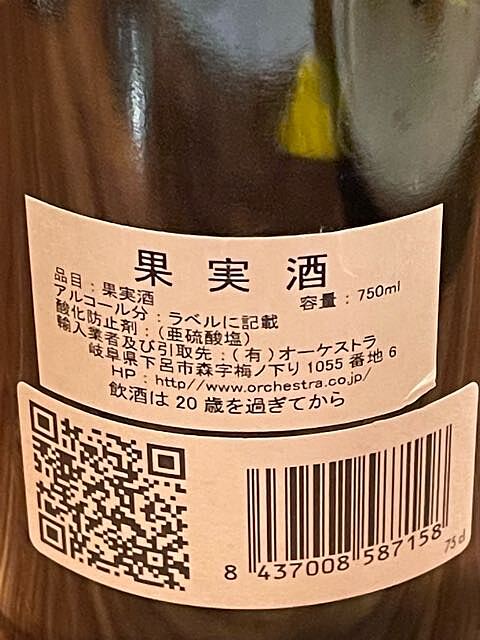 果実酒
品目：果実酒
容量：750ml
アルコール分：ラベルに記載
酸化防止剤：（亜硫酸塩）
輸入業者及び引取先：（有）オーケストラ
岐阜県下呂市森字梅ノ下り1055番地6
HP：http//www.orchestra.co.jp/
飲酒は20歳を過ぎてから
8 437008 587158
75cl